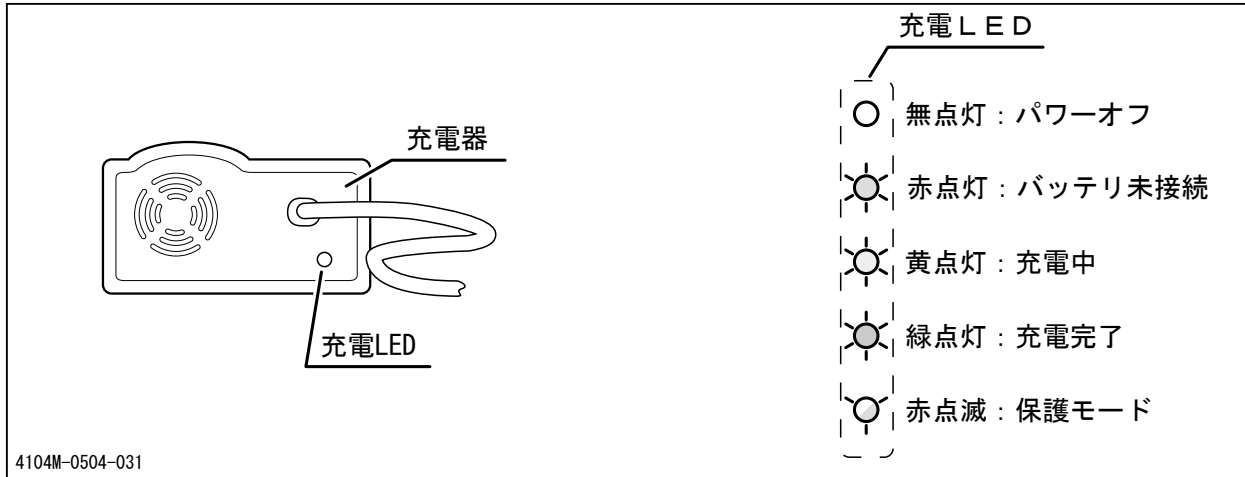 充電器
充電LED
充電ＬＥＤ
無点灯：パワーオフ
赤点灯：バッテリ未接続
黄点灯：充電中
緑点灯：充電完了
赤点滅：保護モード
4104M-0504-031